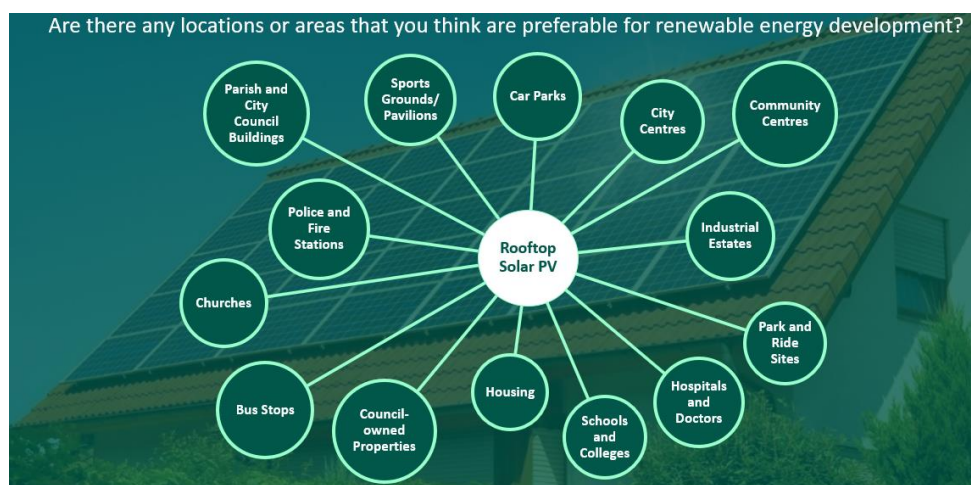 Are there any locations or areas that you think are preferable for renewable energy development?
Parish and
City
Council
Buildings
Sports
Grounds/
Pavilions
Car Parks
City
Centres
Community
Centres
Police and
Fire
Stations
Rooftop
Solar PV
Industrial
Estates
Churches
Park and
Ride
Sites
Bus Stops
Council-
owned
Properties
Housing
Schools
and
Colleges
Hospitals
and
Doctors